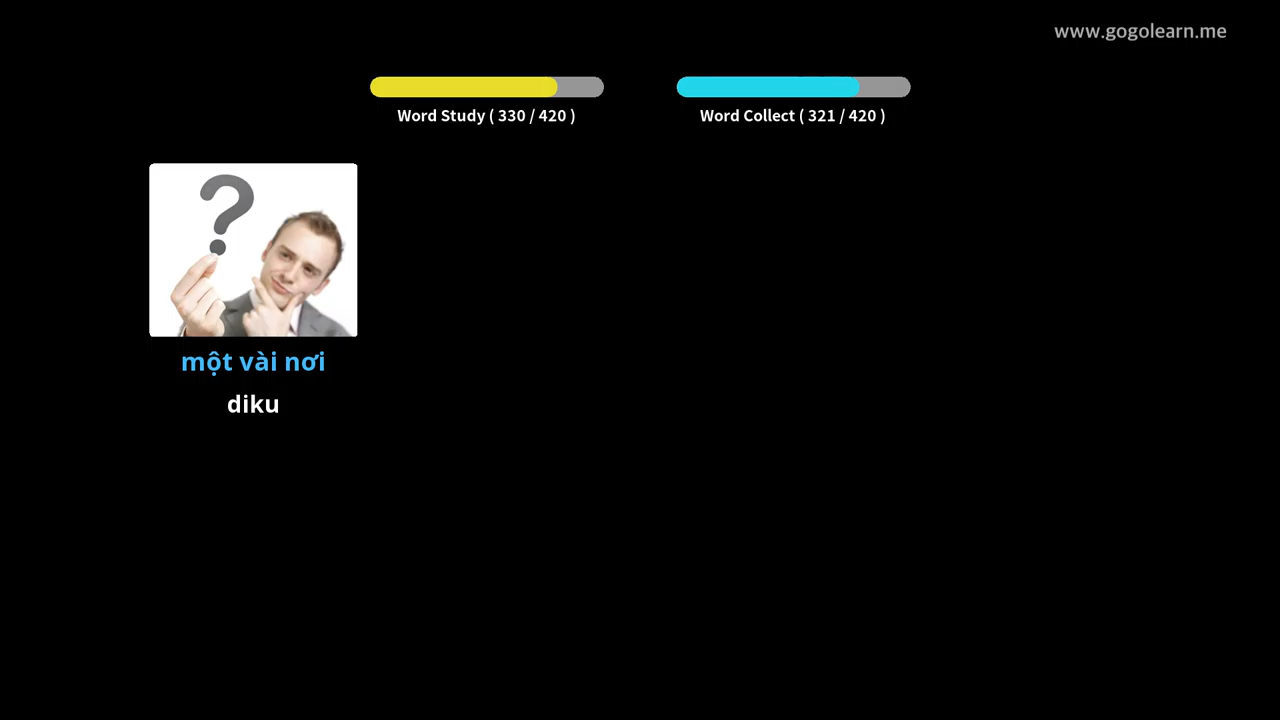 www.gogolearn.me
Word Study ( 330 / 420 )
Word Collect ( 321 / 420 )
?
một vài nơi
diku